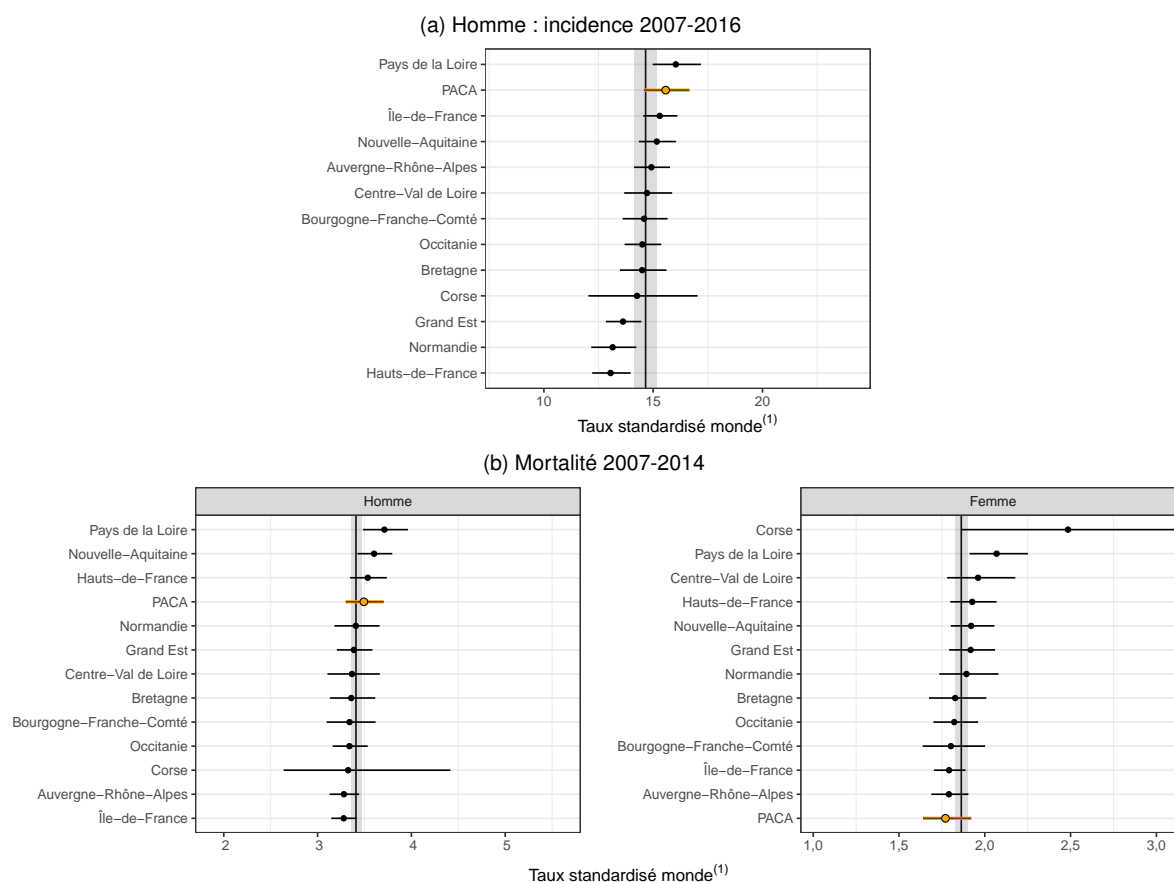 (a) Homme : incidence 2007-2016
Pays de la Loire
PACA
Île−de−France
Nouvelle−Aquitaine
Auvergne−Rhône−Alpes
Centre−Val de Loire
Bourgogne−Franche−Comté
Occitanie
Bretagne
Corse
Grand Est
Normandie
Hauts−de−France
10 15 20
Taux standardisé monde(1)
(b) Mortalité 2007-2014
Homme
Pays de la Loire
Nouvelle−Aquitaine
Hauts−de−France
PACA
Normandie
Grand Est
Centre−Val de Loire
Bretagne
Bourgogne−Franche−Comté
Occitanie
Corse
Auvergne−Rhône−Alpes
Île−de−France
2 3 4 5
Femme
Corse
Pays de la Loire
Centre−Val de Loire
Hauts−de−France
Nouvelle−Aquitaine
Grand Est
Normandie
Bretagne
Occitanie
Bourgogne−Franche−Comté
Île−de−France
Auvergne−Rhône−Alpes
PACA
1,0 1,5 2,0 2,5 3,0
Taux standardisé monde(1)